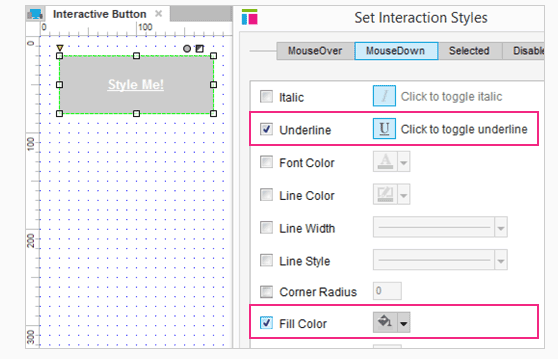 Interactive Button ×
0 100
0
Style Me!
100
200
300
Set Interaction Styles
MouseOver MouseDown Selected Disable
Italic I Click to toggle italic
Underline U Click to toggle underline
Font Color A
Line Color
Line Width
Line Style
Corner Radius 0
Fill Color